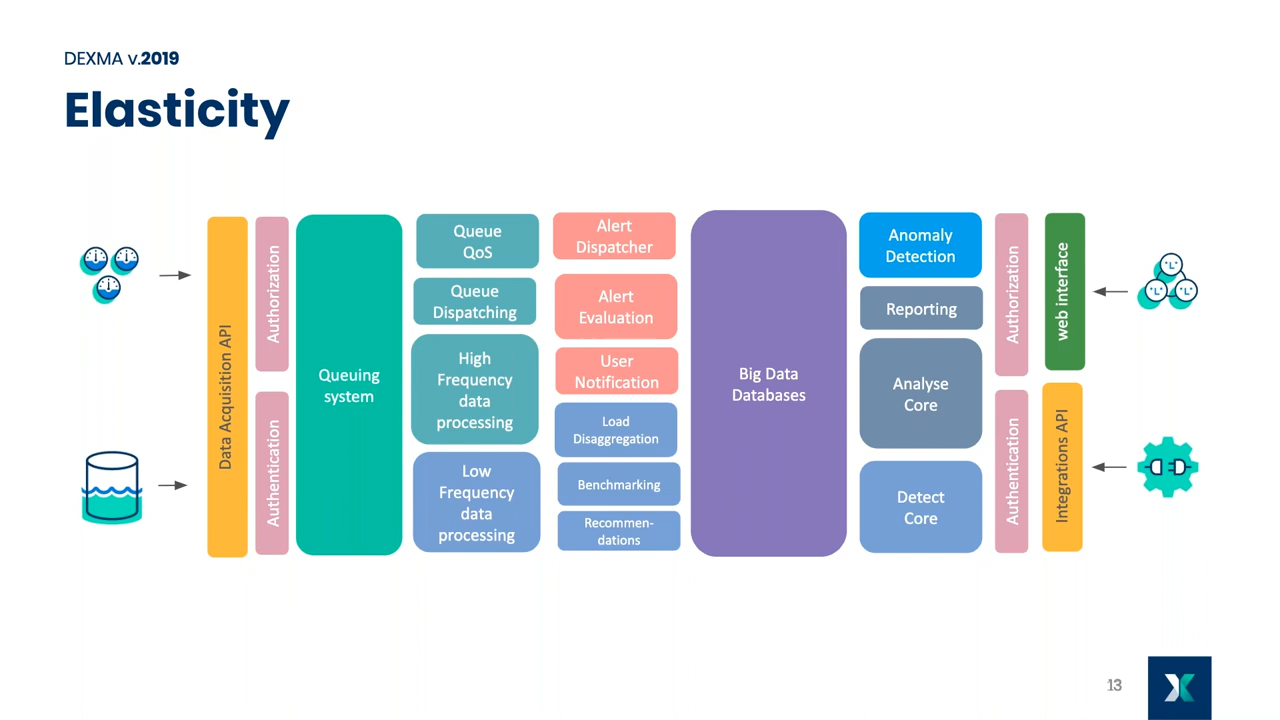 DEXMA v.2019
Elasticity
Data Acquisition API
Authorization
Authentication
Queuing
system
Queue
QoS
Queue
Dispatching
High
Frequency
data
processing
Low
Frequency
data
processing
Alert
Dispatcher
Alert
Evaluation
User
Notification
Load
Disaggregation
Benchmarking
Recommen-
dations
Big Data
Databases
Anomaly
Detection
Reporting
Analyse
Core
Detect
Core
Authorization
Authentication
web interface
Integrations API
13